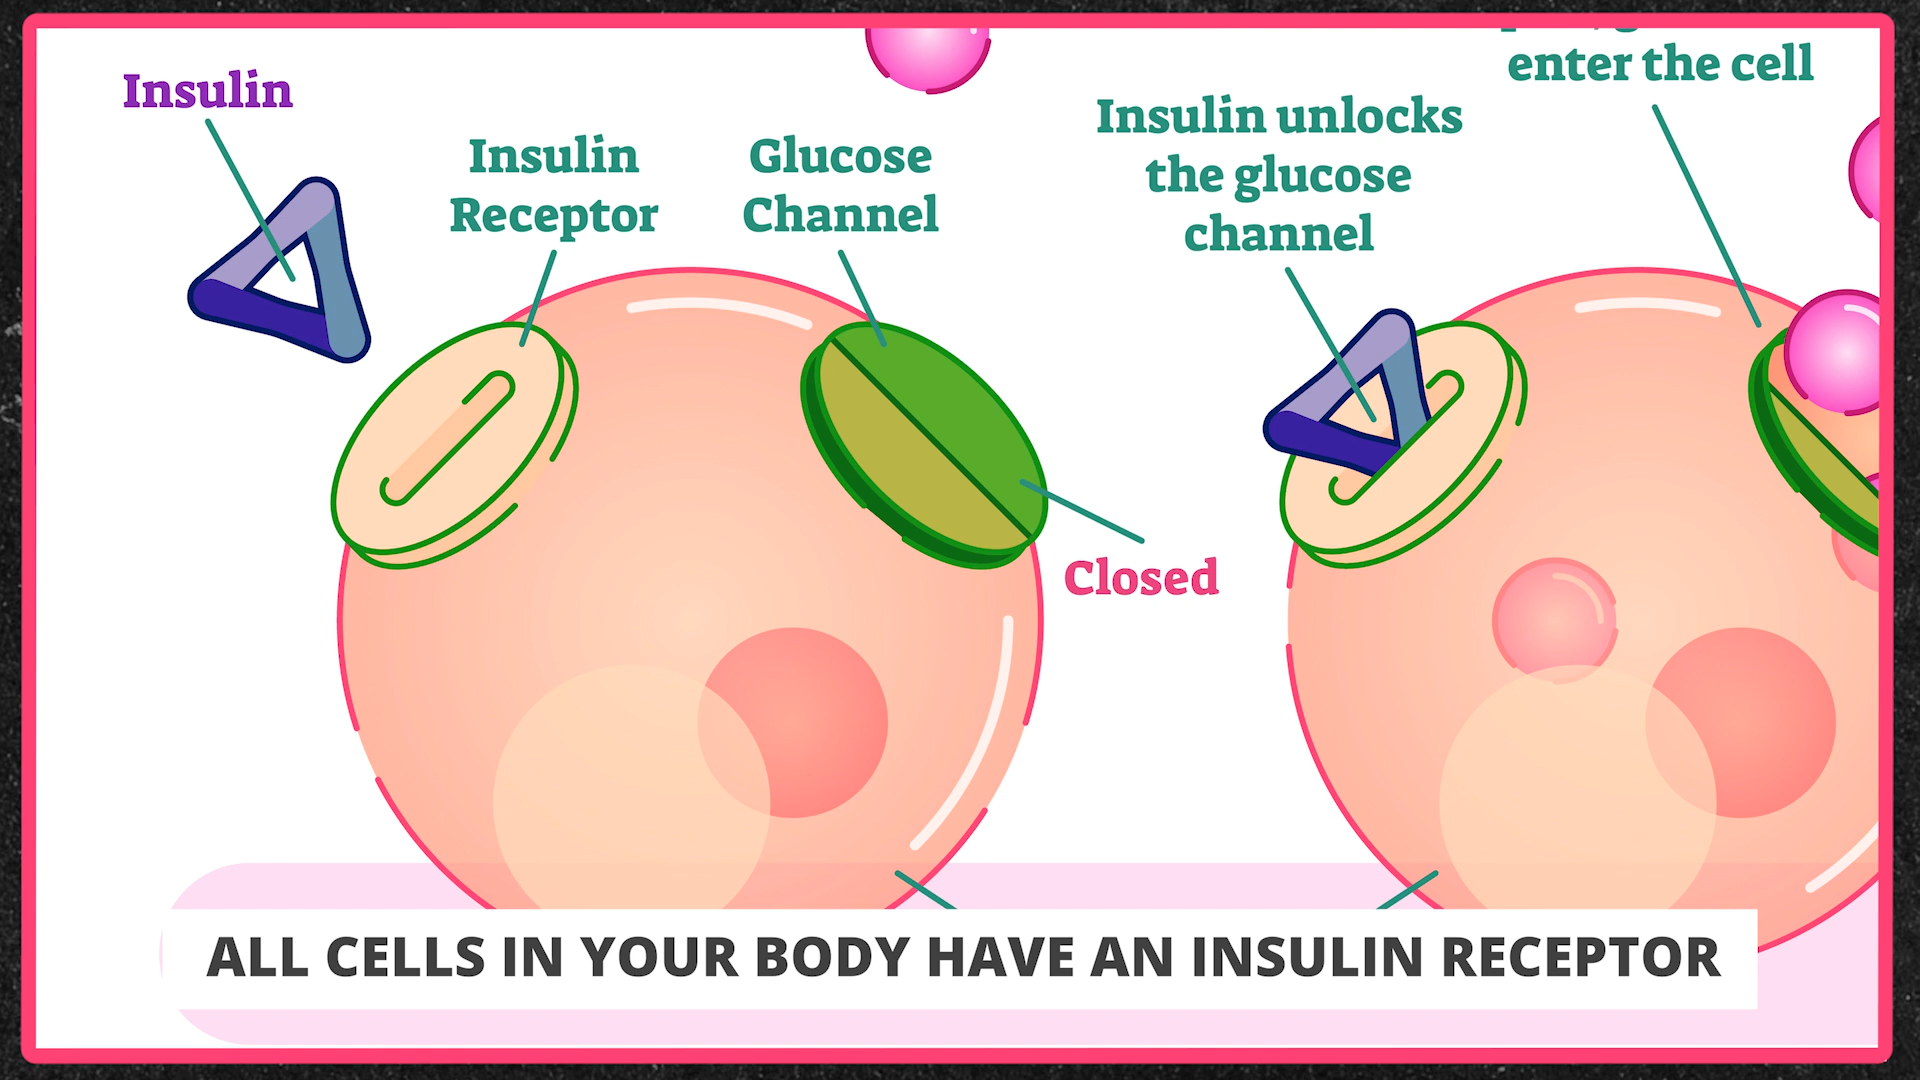 Insulin
Insulin
Receptor
Glucose
Channel
Closed
Insulin unlocks
the glucose
channel
enter the cell
ALL CELLS IN YOUR BODY HAVE AN INSULIN RECEPTOR